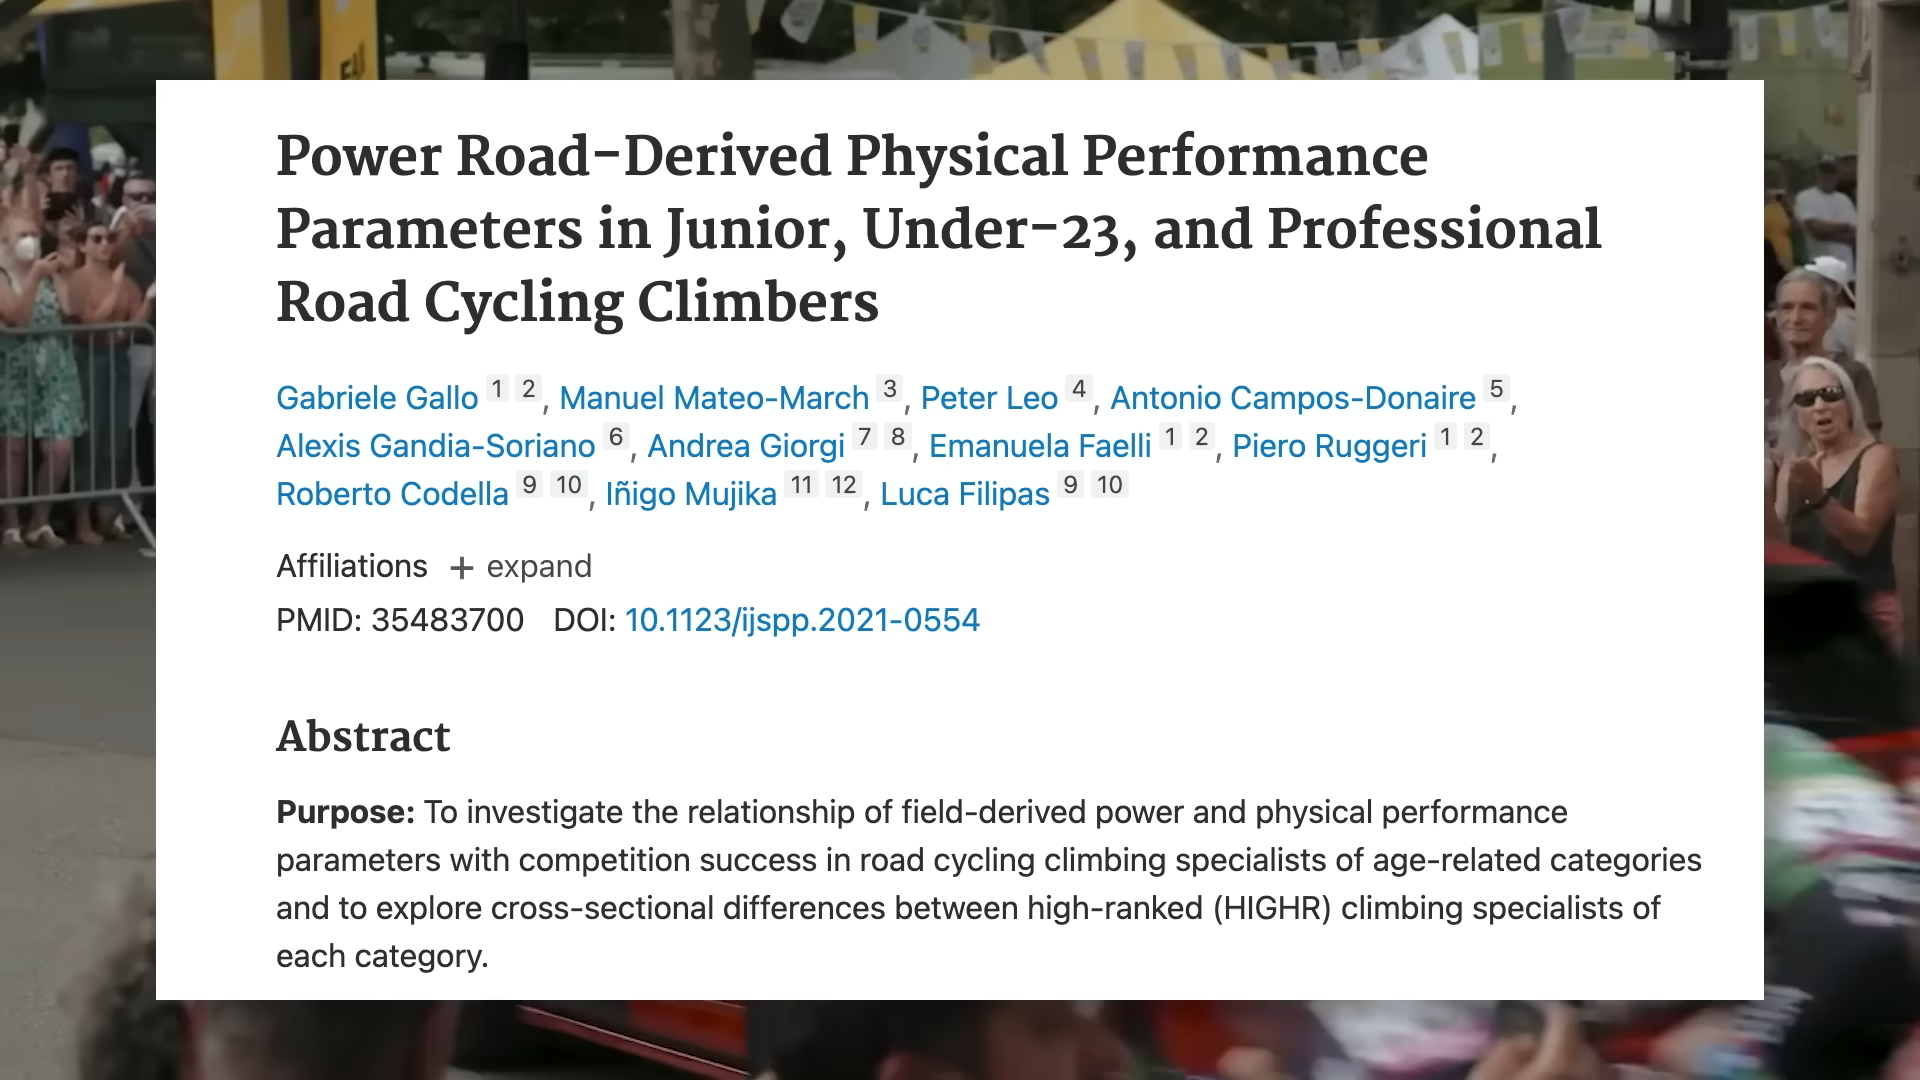 Power Road-Derived Physical Performance
Parameters in Junior, Under-23, and Professional
Road Cycling Climbers
Gabriele Gallo 1 2, Manuel Mateo-March 3, Peter Leo 4, Antonio Campos-Donaire 5,
Alexis Gandia-Soriano 6, Andrea Giorgi 7 8, Emanuela Faelli 1 2, Piero Ruggeri 1 2,
Roberto Codella 9 10, Iñigo Mujika 11 12, Luca Filipas 9 10
Affiliations + expand
PMID: 35483700 DOI: 10.1123/ijspp.2021-0554
Abstract
Purpose: To investigate the relationship of field-derived power and physical performance
parameters with competition success in road cycling climbing specialists of age-related categories
and to explore cross-sectional differences between high-ranked (HIGHR) climbing specialists of
each category.